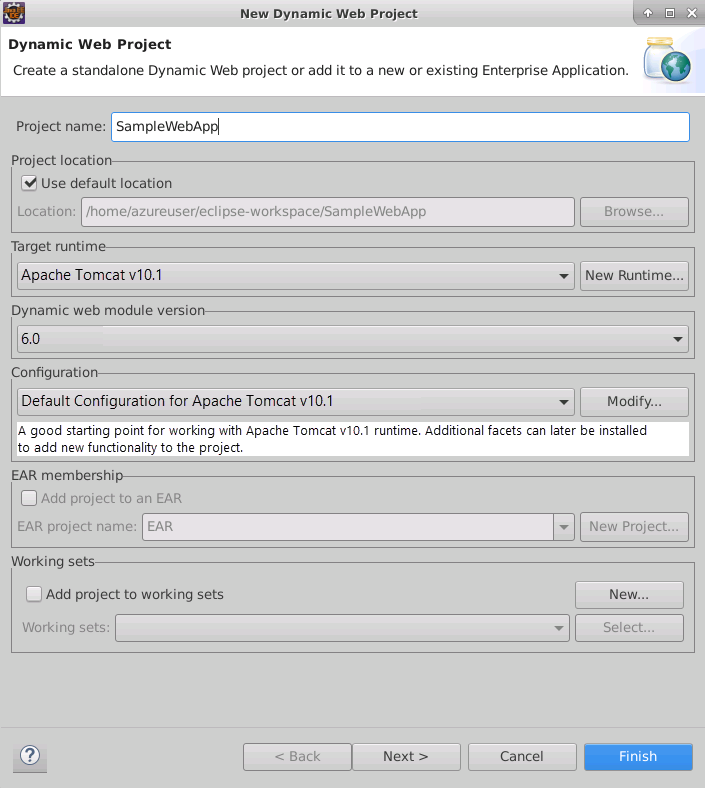 New Dynamic Web Project
Dynamic Web Project
Create a standalone Dynamic Web project or add it to a new or existing Enterprise Application.
Project name: SampleWebApp
Project location
Use default location
Location: /home/azureuser/eclipse-workspace/SampleWebApp Browse...
Target runtime
Apache Tomcat v10.1 New Runtime...
Dynamic web module version
6.0
Configuration
Default Configuration for Apache Tomcat v10.1 Modify...
A good starting point for working with Apache Tomcat v10.1 runtime. Additional facets can later be installed
to add new functionality to the project.
EAR membership
Add project to an EAR
EAR project name: EAR New Project...
Working sets
Add project to working sets New...
Working sets: Select...
? < Back Next > Cancel Finish